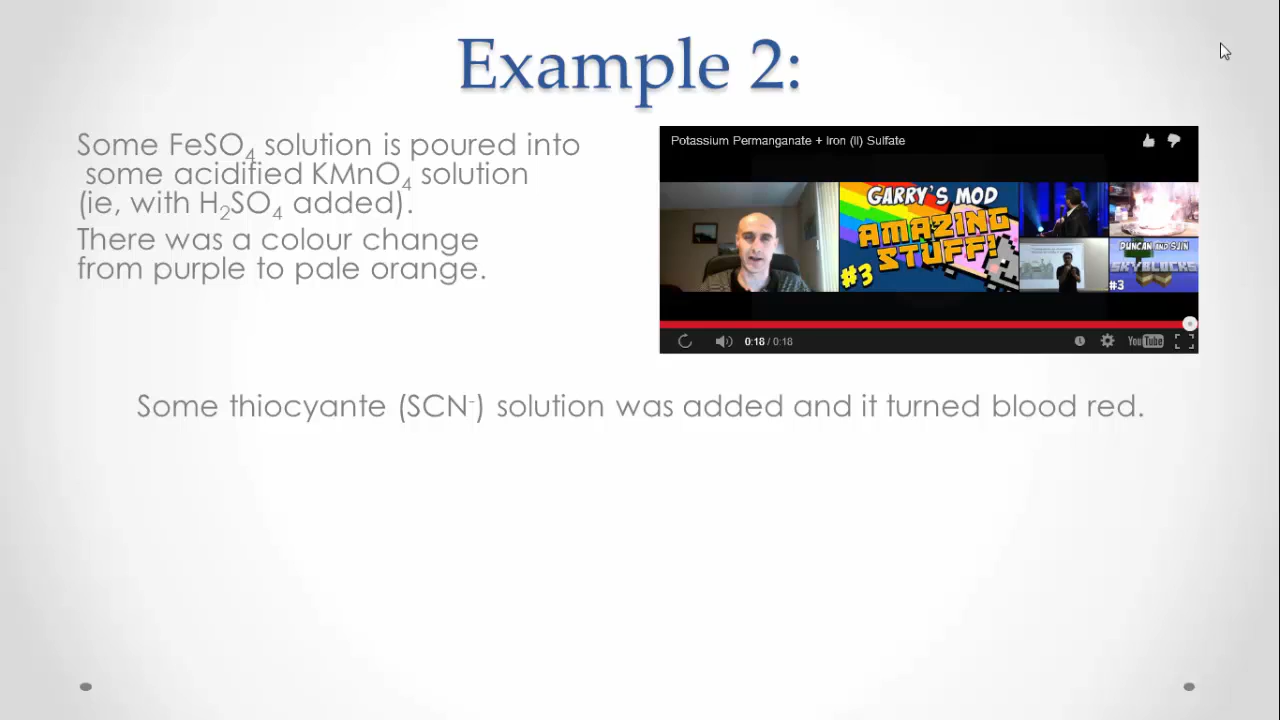 Example 2:
Some FeSO₄ solution is poured into
some acidified KMnO₄ solution
(ie, with H₂SO₄ added).
There was a colour change
from purple to pale orange.
Potassium Permanganate + Iron (II) Sulfate
GARRY'S MOD
AMAZING
STUFF!
#3
DUNCAN AND SJIN
SKYBLOCKS
#3
0:18 / 0:18
YouTube
Some thiocyante (SCN⁻) solution was added and it turned blood red.